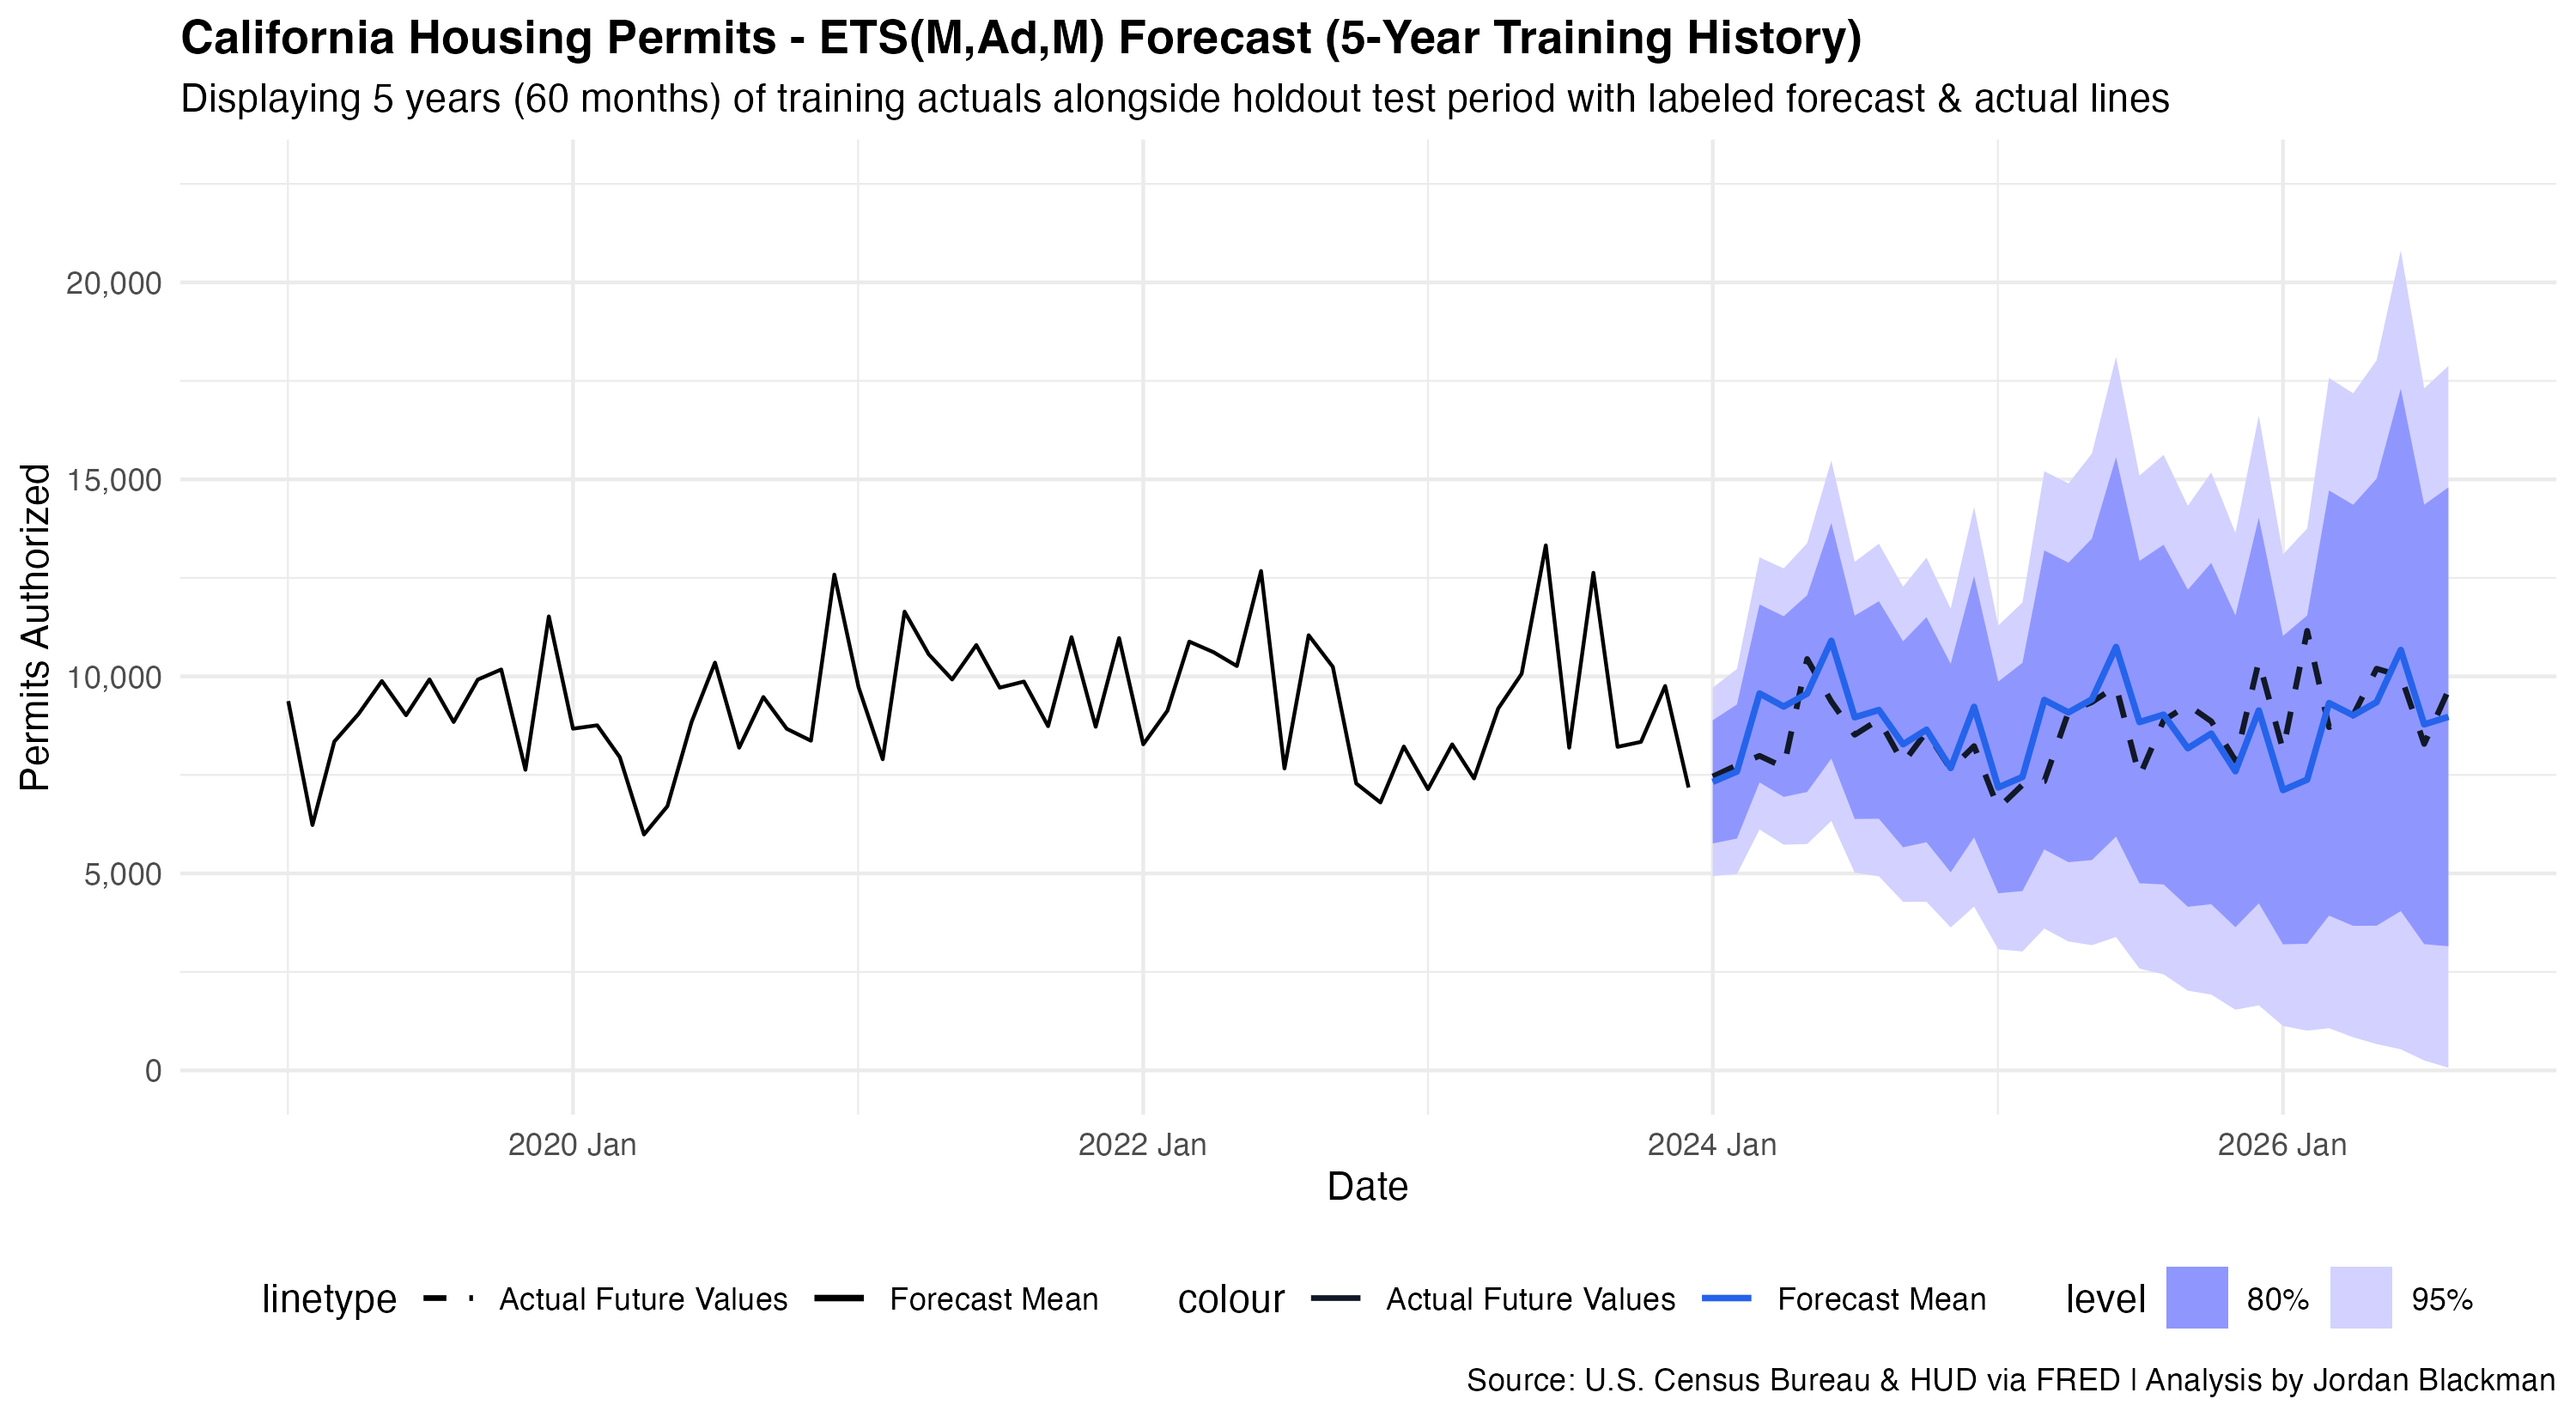 California Housing Permits - ETS(M,Ad,M) Forecast (5-Year Training History)
Displaying 5 years (60 months) of training actuals alongside holdout test period with labeled forecast & actual lines
Permits Authorized
20,000
15,000
10,000
5,000
0
2020 Jan 2022 Jan 2024 Jan 2026 Jan
Date
linetype Actual Future Values Forecast Mean colour Actual Future Values Forecast Mean level 80% 95%
Source: U.S. Census Bureau & HUD via FRED | Analysis by Jordan Blackman